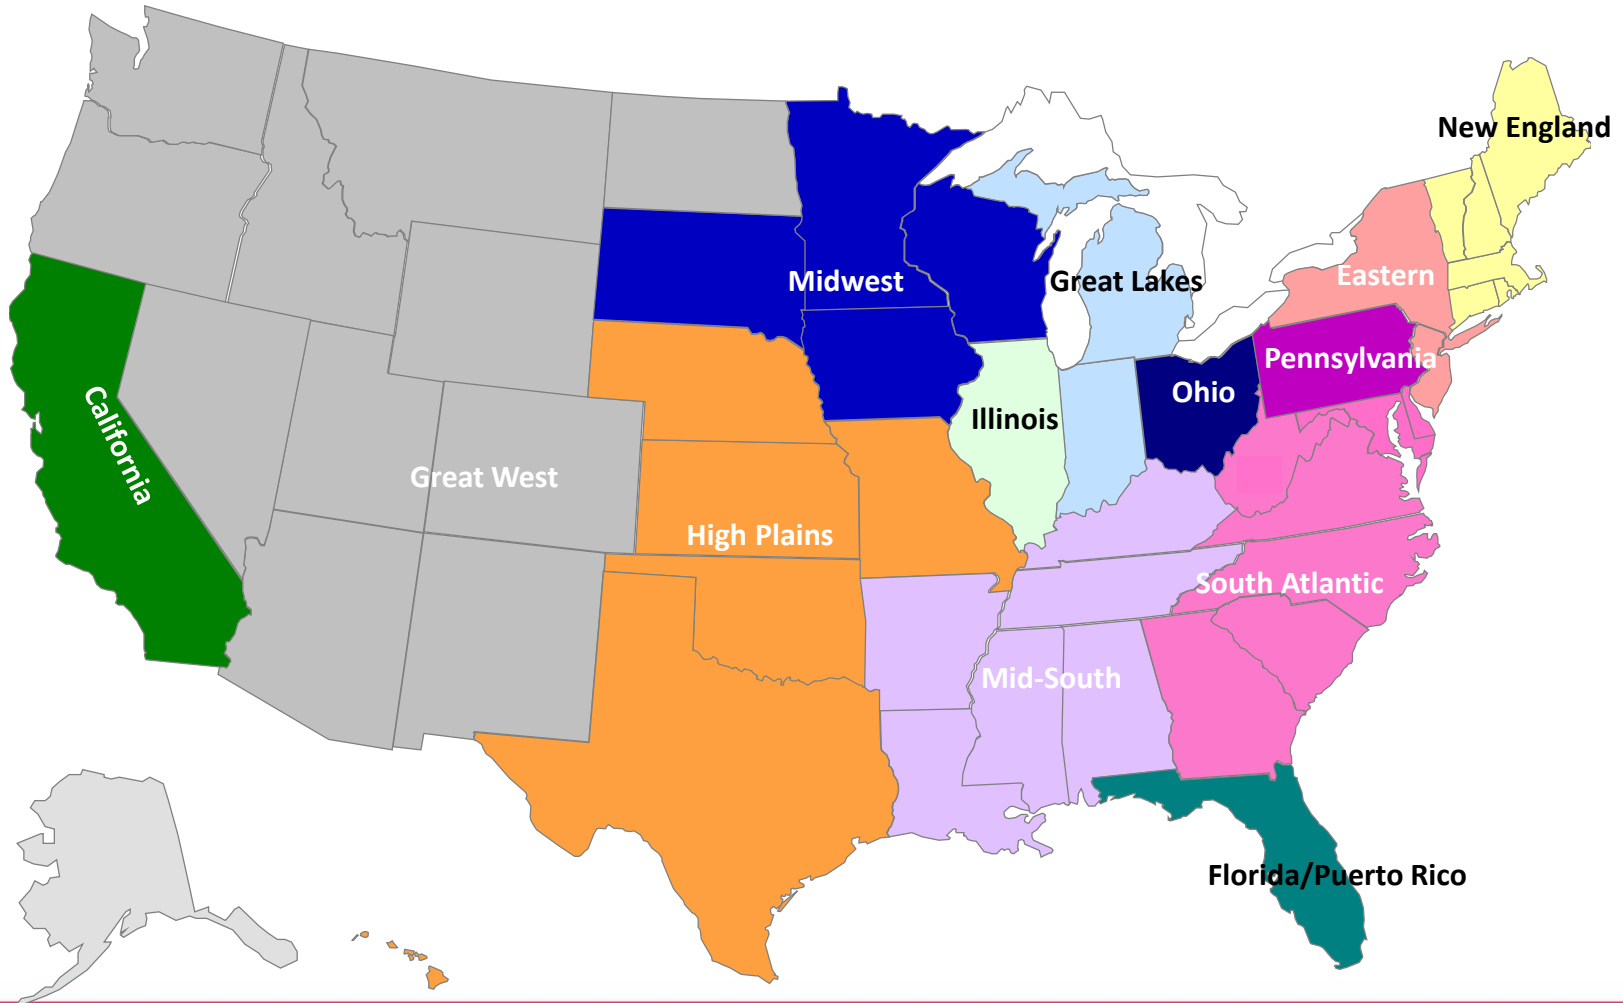 New England
Eastern
Midwest
Great Lakes
Pennsylvania
Ohio
Illinois
California
Great West
High Plains
South Atlantic
Mid-South
Florida/Puerto Rico